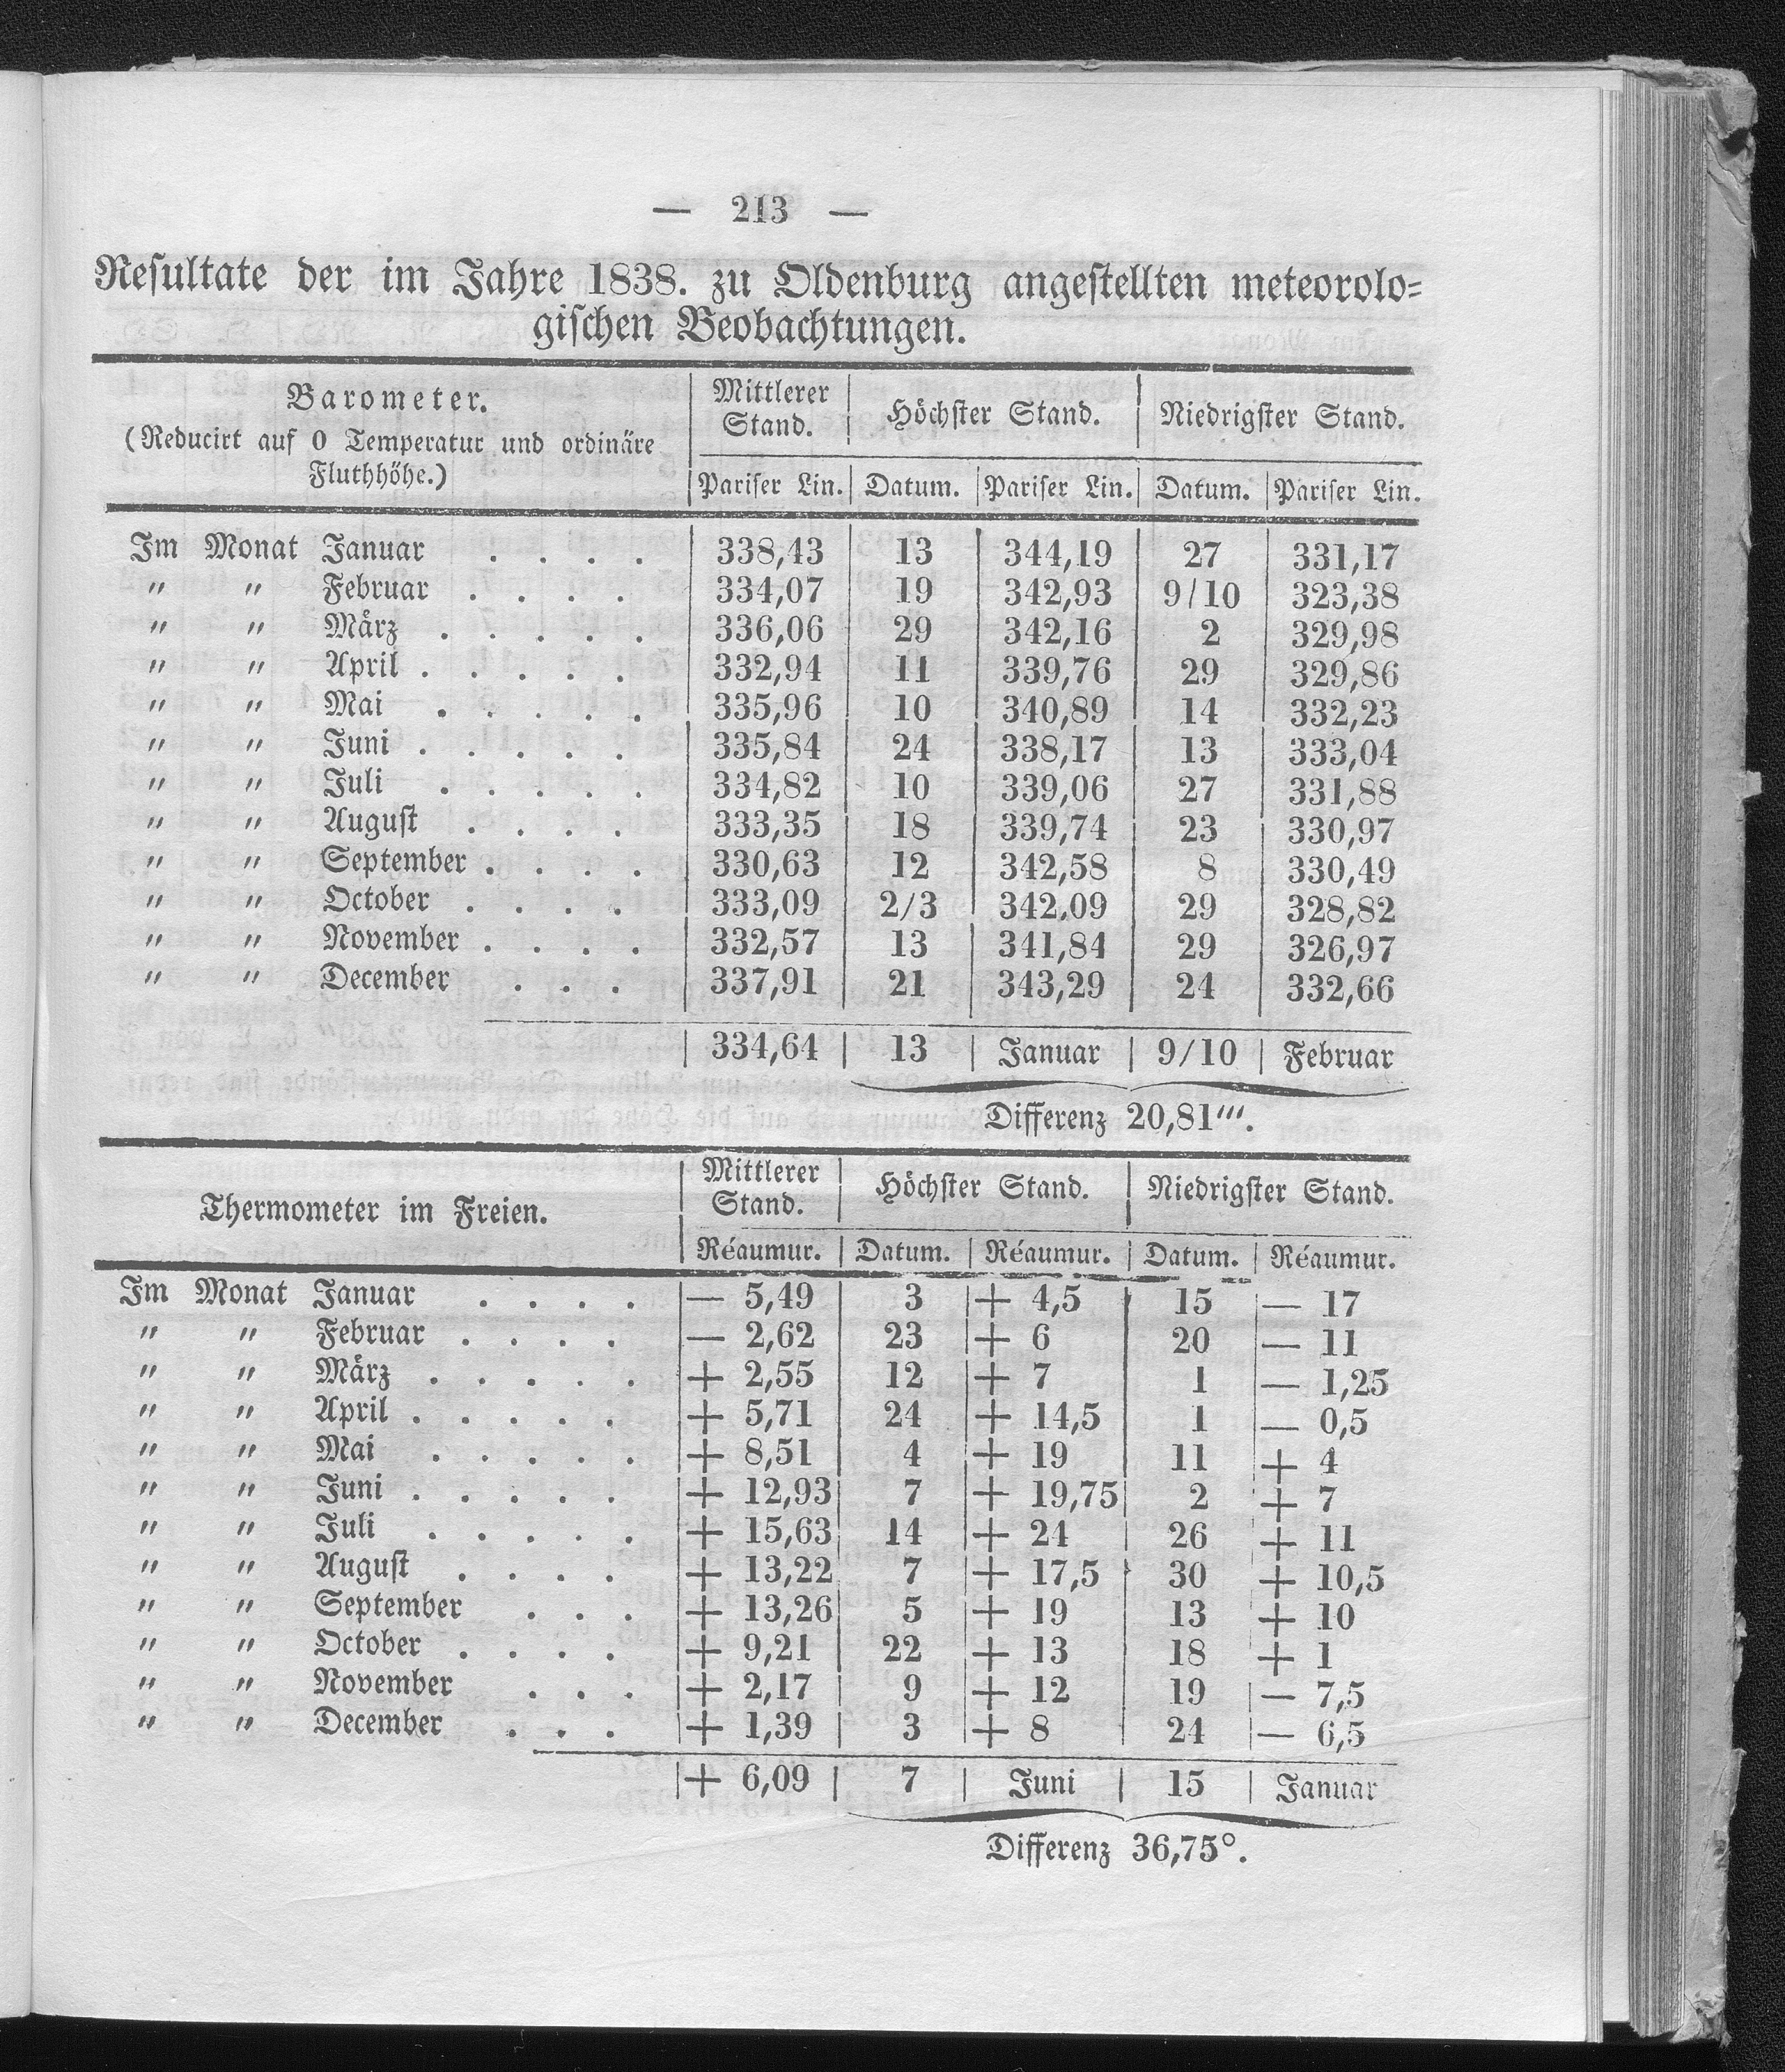 — 213 —
Resultate der im Jahre 1838. zu Oldenburg angestellten meteorolo-
gischen Beobachtungen.
Barometer. Mittlerer Stand. Höchster Stand. Niedrigster Stand.
(Reducirt auf 0 Temperatur und ordinäre
Fluthhöhe.) Pariser Lin. Datum. Pariser Lin. Datum. Pariser Lin.
Im Monat Januar . . . . 338,43 13 344,19 27 331,17
" " Februar . . . . 334,07 19 342,93 9/10 323,38
" " März . . . . . 336,06 29 342,16 2 329,98
" " April . . . . . 332,94 11 339,76 29 329,86
" " Mai . . . . . 335,96 10 340,89 14 332,23
" " Juni . . . . . 335,84 24 338,17 13 333,04
" " Juli . . . . . 334,82 10 339,06 27 331,88
" " August . . . . 333,35 18 339,74 23 330,97
" " September . . . . 330,63 12 342,58 8 330,49
" " October . . . . 333,09 2/3 342,09 29 328,82
" " November . . . . 332,57 13 341,84 29 326,97
" " December . . . 337,91 21 343,29 24 332,66
334,64 13 Januar 9/10 Februar
Differenz 20,81‴.
Thermometer im Freien. Mittlerer Stand. Höchster Stand. Niedrigster Stand.
Réaumur. Datum. Réaumur. Datum. Réaumur.
Im Monat Januar . . . . — 5,49 3 + 4,5 15 — 17
" " Februar . . . . — 2,62 23 + 6 20 — 11
" " März . . . . . + 2,55 12 + 7 1 — 1,25
" " April . . . . . + 5,71 24 + 14,5 1 — 0,5
" " Mai . . . . . + 8,51 4 + 19 11 + 4
" " Juni . . . . . + 12,93 7 + 19,75 2 + 7
" " Juli . . . . . + 15,63 14 + 24 26 + 11
" " August . . . . + 13,22 7 + 17,5 30 + 10,5
" " September . . . + 13,26 5 + 19 13 + 10
" " October . . . . + 9,21 22 + 13 18 + 1
" " November . . . + 2,17 9 + 12 19 — 7,5
" " December . . . + 1,39 3 + 8 24 — 6,5
+ 6,09 7 Juni 15 Januar
Differenz 36,75°.